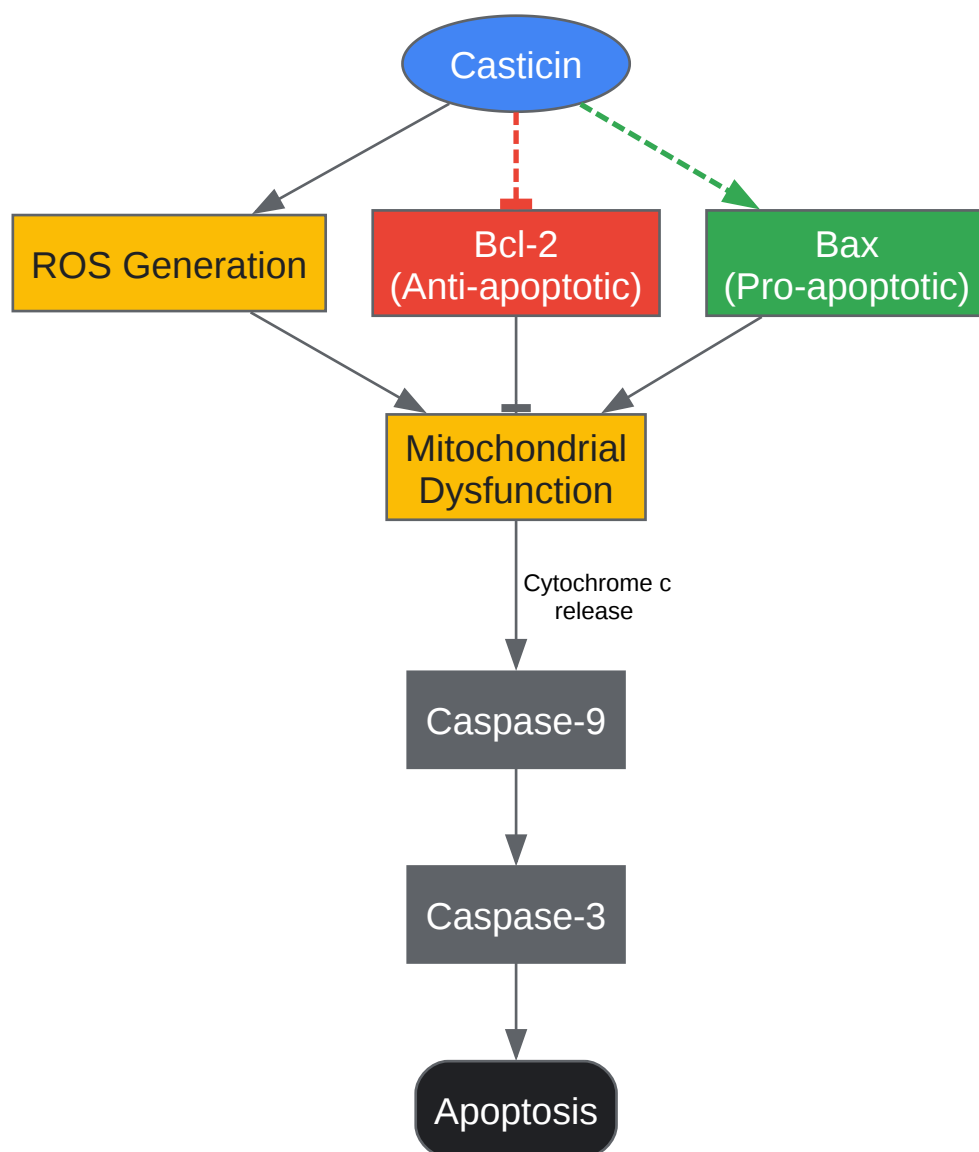 Casticin
ROS Generation
Bcl-2
(Anti-apoptotic)
Bax
(Pro-apoptotic)
Mitochondrial
Dysfunction
Cytochrome c
release
Caspase-9
Caspase-3
Apoptosis